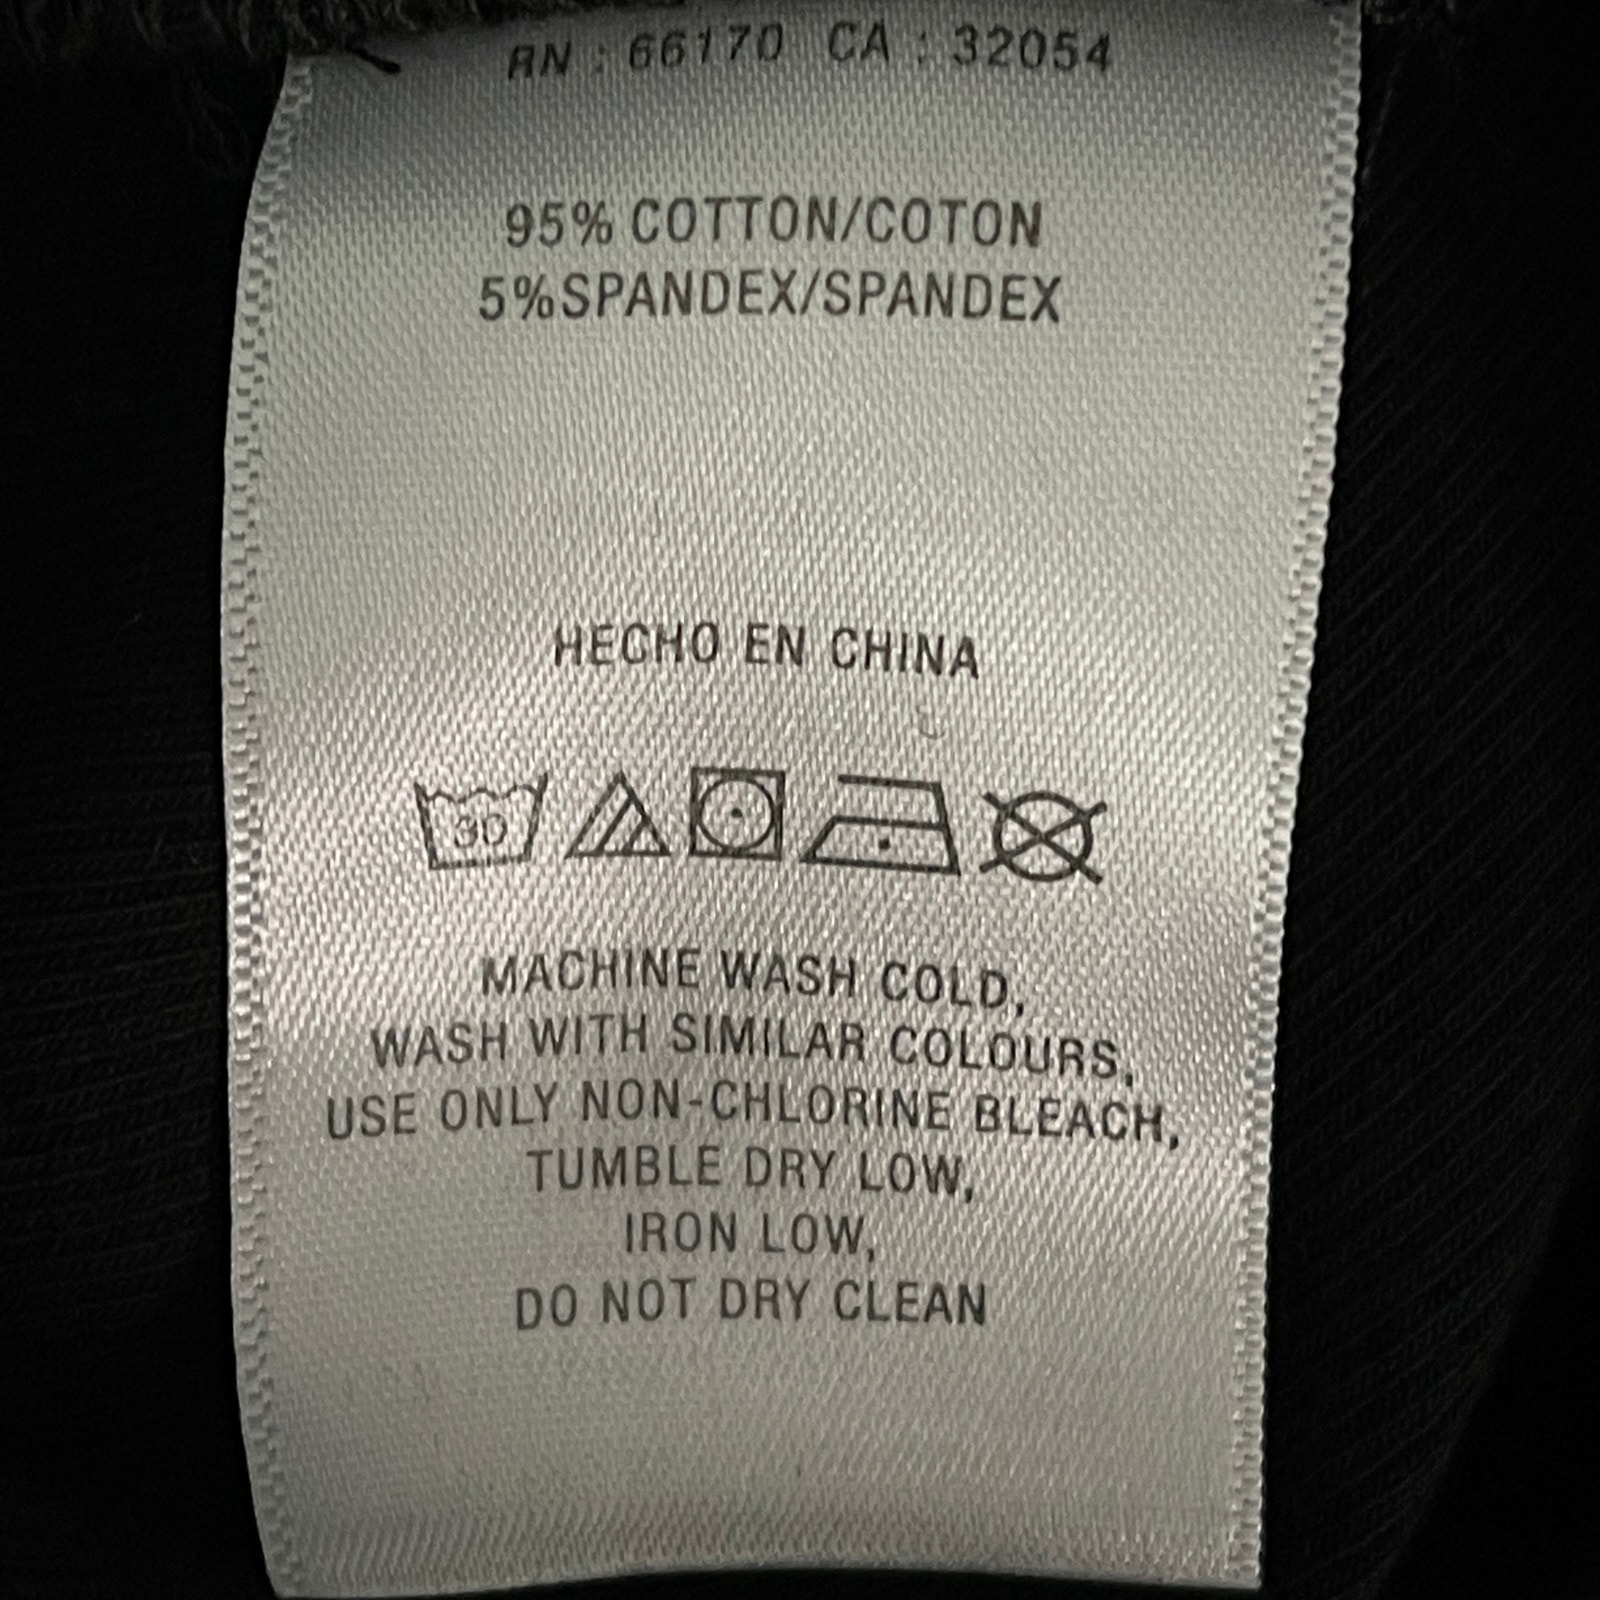 RN : 66170 CA : 32054
95% COTTON/COTON
5%SPANDEX/SPANDEX
HECHO EN CHINA
30
MACHINE WASH COLD,
WASH WITH SIMILAR COLOURS,
USE ONLY NON-CHLORINE BLEACH,
TUMBLE DRY LOW,
IRON LOW,
DO NOT DRY CLEAN